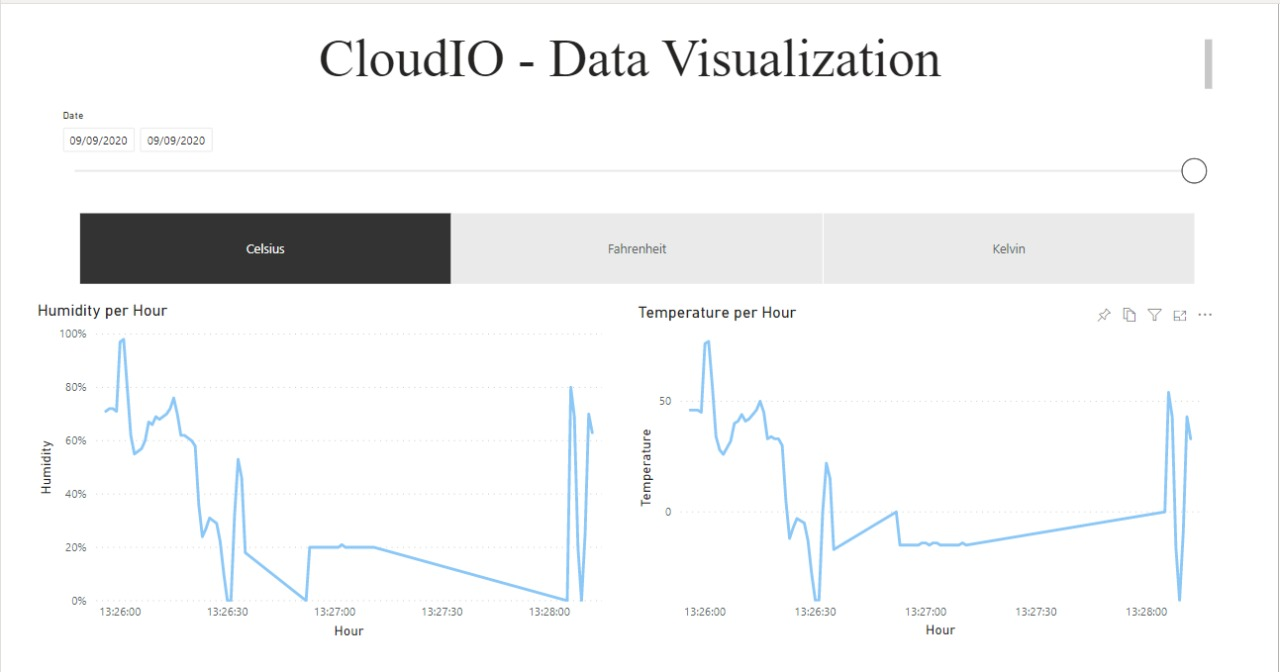 CloudIO - Data Visualization
Date
09/09/2020 09/09/2020
Celsius Fahrenheit Kelvin
Humidity per Hour
100%
80%
60%
40%
20%
0%
Humidity
13:26:00 13:26:30 13:27:00 13:27:30 13:28:00
Hour
Temperature per Hour
50
0
Temperature
13:26:00 13:26:30 13:27:00 13:27:30 13:28:00
Hour